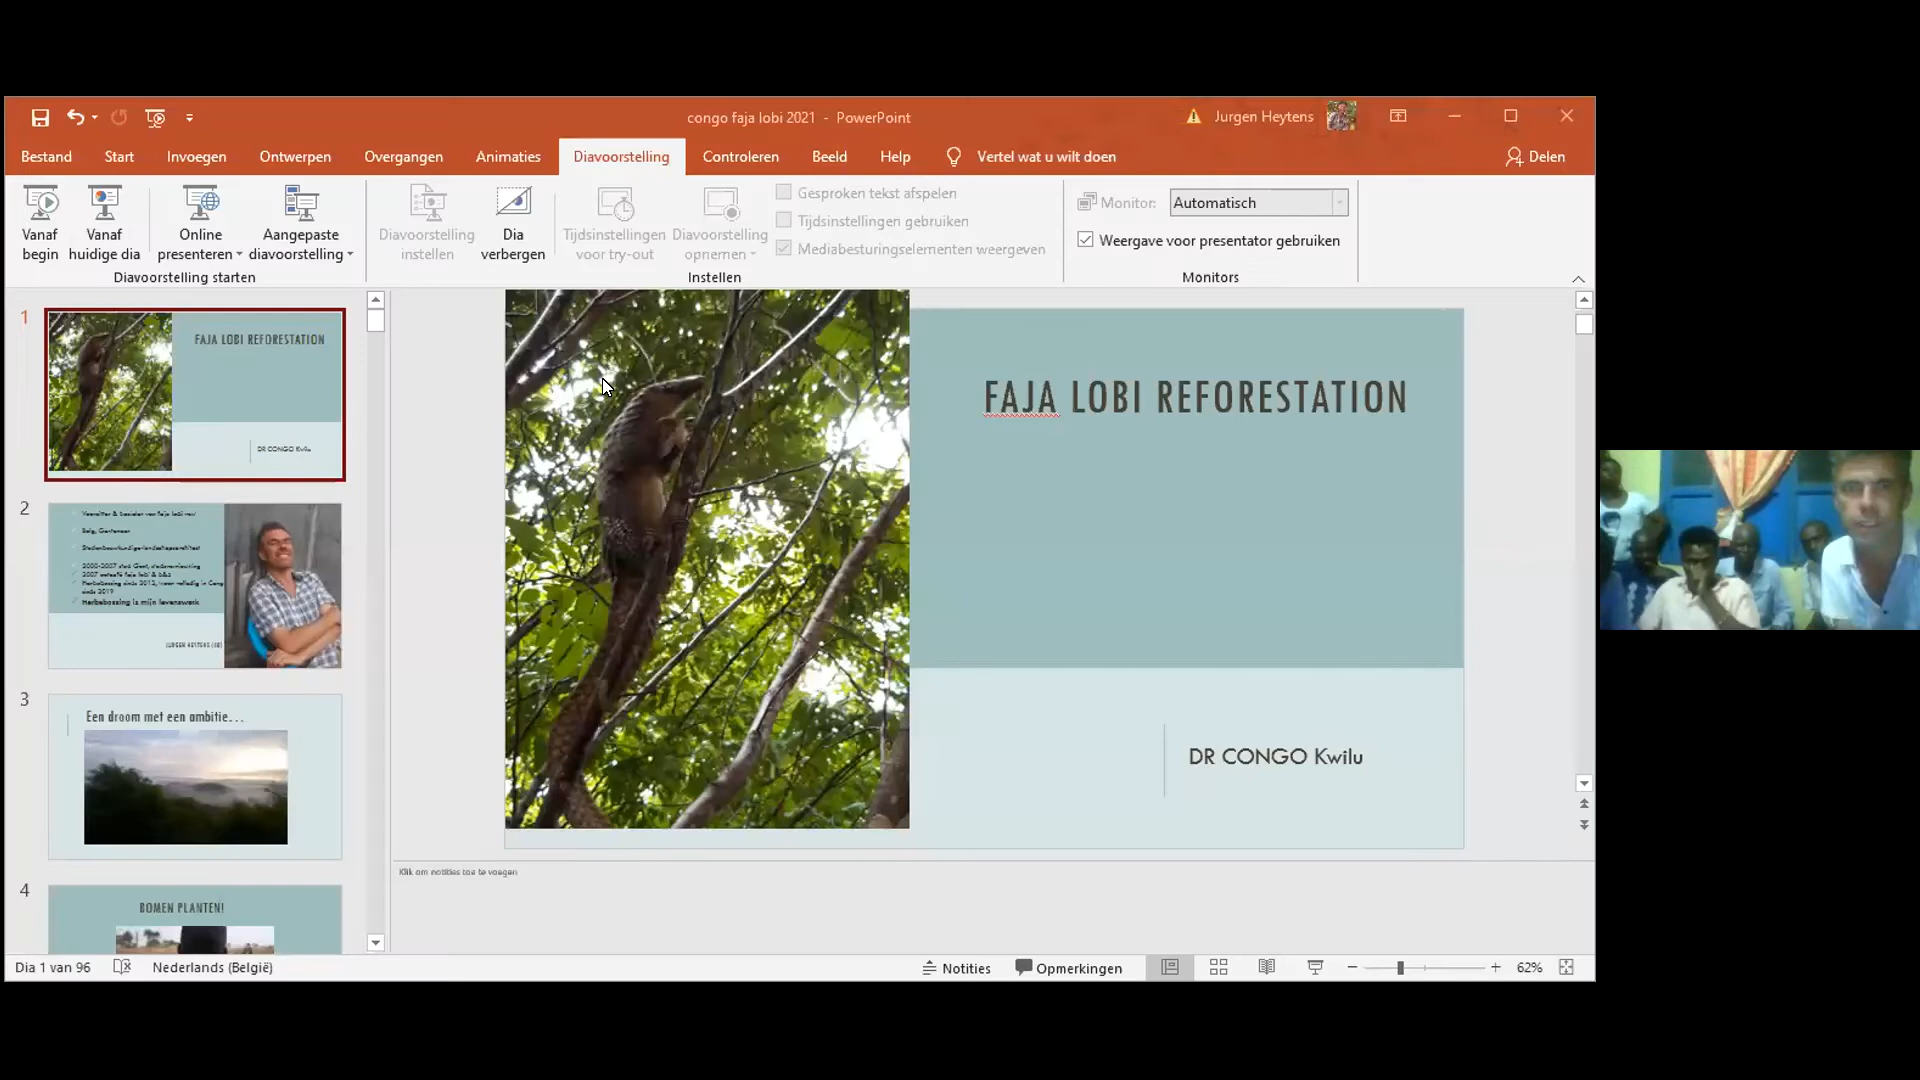 congo faja lobi 2021 - PowerPoint
Jurgen Heytens
Bestand Start Invoegen Ontwerpen Overgangen Animaties Diavoorstelling Controleren Beeld Help Vertel wat u wilt doen Delen
Vanaf begin
Vanaf huidige dia
Online presenteren
Aangepaste diavoorstelling
Diavoorstelling starten
Diavoorstelling instellen
Dia verbergen
Tijdsinstellingen voor try-out
Diavoorstelling opnemen
Gesproken tekst afspelen
Tijdsinstellingen gebruiken
Mediabesturingselementen weergeven
Instellen
Monitor: Automatisch
Weergave voor presentator gebruiken
Monitors
1
FAJA LOBI REFORESTATION
DR CONGO Kwilu
2
Herbebossing is mijn levenswerk
3
Een droom met een ambitie...
4
BOMEN PLANTEN!
FAJA LOBI REFORESTATION
DR CONGO Kwilu
Klik om notities toe te voegen
Dia 1 van 96
Nederlands (België)
Notities
Opmerkingen
62%